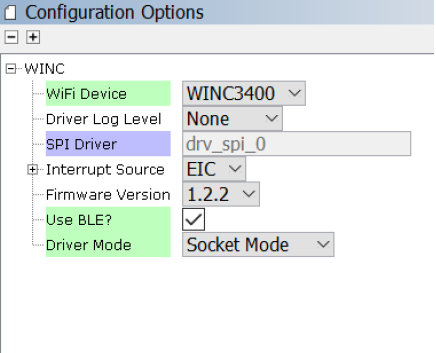 Configuration Options
WINC
WiFi Device WINC3400
Driver Log Level None
SPI Driver drv_spi_0
Interrupt Source EIC
Firmware Version 1.2.2
Use BLE?
Driver Mode Socket Mode